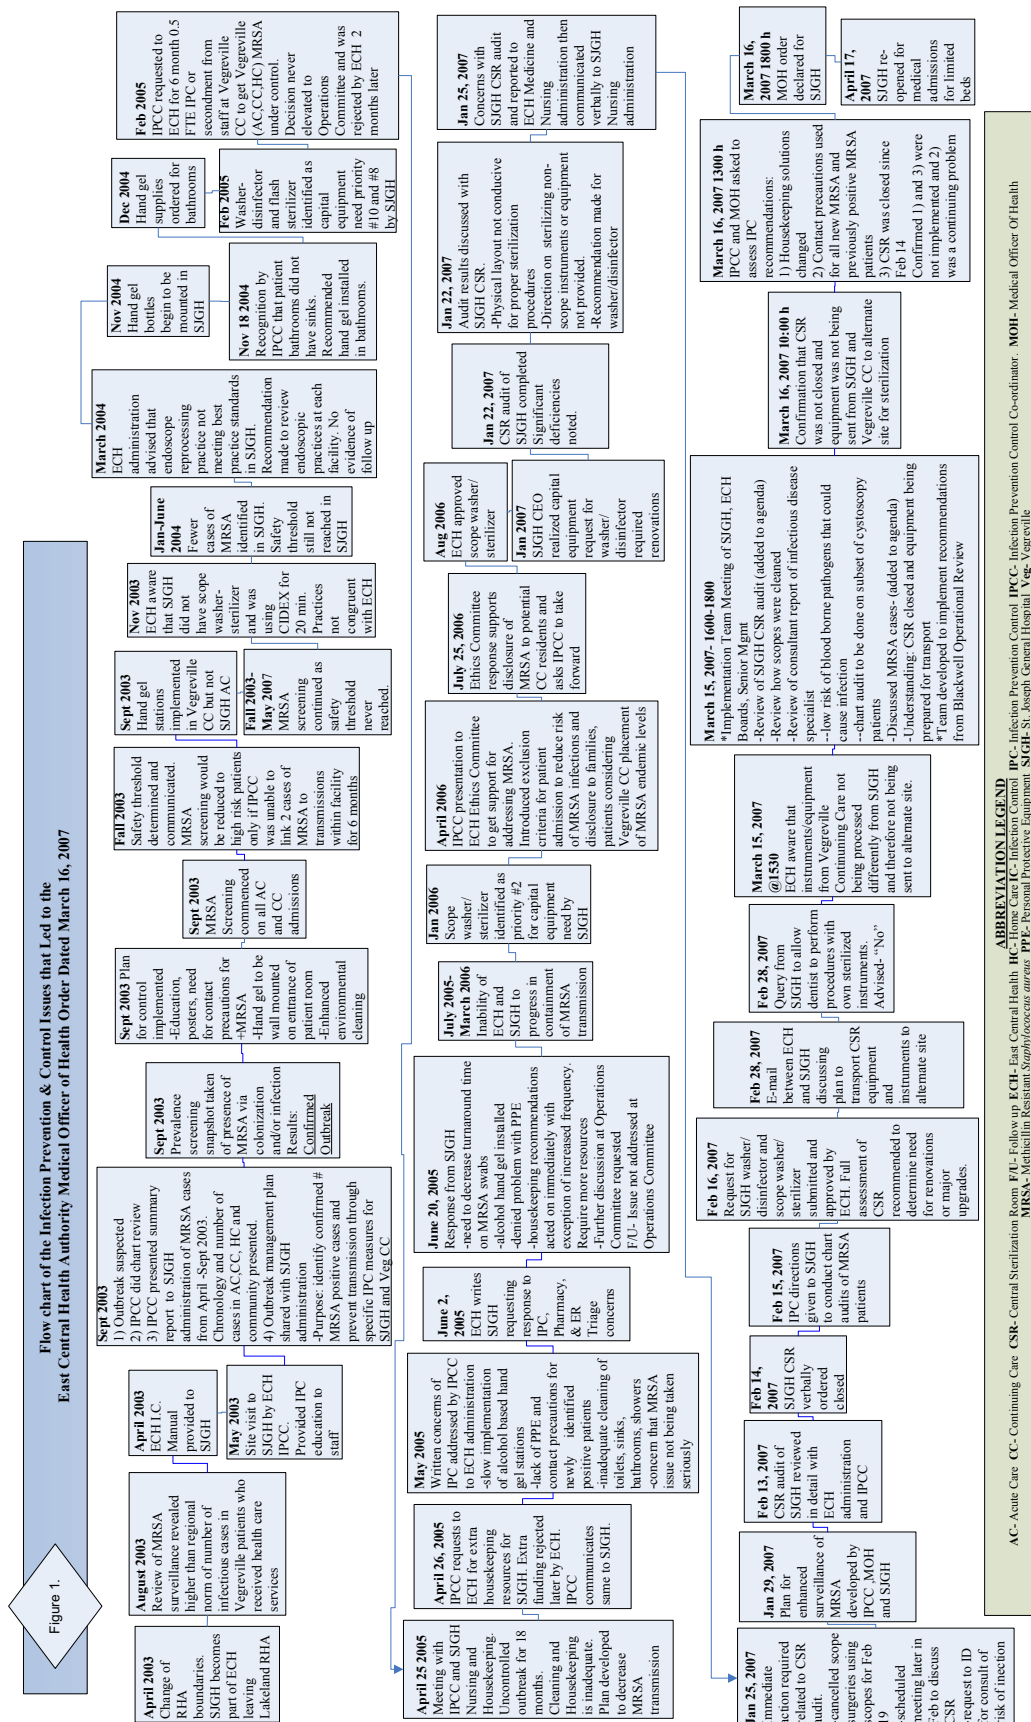 Figure 1.
Flow chart of the Infection Prevention & Control Issues that Led to the
East Central Health Authority Medical Officer of Health Order Dated March 16, 2007
April 2003
Change of
RHA
boundaries.
SJGH becomes
part of ECH
leaving
Lakeland RHA
August 2003
Review of MRSA
surveillance revealed
higher than regional
norm of number of
infectious cases in
Vegreville patients who
received health care
services
April 2003
ECH I.C.
Manual
provided to
SJGH
May 2003
Site visit to
SJGH by ECH
IPCC.
Provided IPC
education to
staff
Sept 2003
1) Outbreak suspected
2) IPCC did chart review
3) IPCC presented summary
report to SJGH
administration of MRSA cases
from April -Sept 2003.
Chronology and number of
cases in AC,CC, HC and
community presented.
4) Outbreak management plan
shared with SJGH
administration
-Purpose: identify confirmed #
MRSA positive cases and
prevent transmission through
specific IPC measures for
SJGH and Veg CC
Sept 2003
Prevalence
screening
snapshot taken
of presence of
MRSA via
colonization
and/or infection
Results:
Confirmed
Outbreak
Sept 2003 Plan
for control
implemented
-Education,
posters, need
for contact
precautions for
+MRSA
-Hand gel to be
wall mounted
on entrance of
patient room
-Enhanced
environmental
cleaning
Sept 2003
MRSA
Screening
commenced
on all AC
and CC
admissions
Fall 2003
Safety threshold
determined and
communicated.
MRSA
screening would
be reduced to
high risk patients
only if IPCC
was unable to
link 2 cases of
MRSA to
transmissions
within facility
for 6 months
Sept 2003
Hand gel
stations
implemented
in Vegreville
CC but not
SJGH AC
Fall 2003-
May 2007
MRSA
screening
continued as
safety
threshold
never
reached.
Nov 2003
ECH aware
that SJGH
did not
have scope
washer-
sterilizer
and was
using
CIDEX for
20 min.
Practices
not
congruent
with ECH
Jan-June
2004
Fewer
cases of
MRSA
identified
in SJGH.
Safety
threshold
still not
reached in
SJGH
March 2004
ECH
administration
advised that
endoscope
reprocessing
practice not
meeting best
practice standards
in SJGH.
Recommendation
made to review
endoscopic
practices at each
facility. No
evidence of
follow up
Nov 2004
Hand gel
bottles
begin to be
mounted in
SJGH
Nov 18 2004
Recognition by
IPCC that patient
bathrooms did not
have sinks.
Recommended
hand gel installed
in bathrooms.
Dec 2004
Hand gel
supplies
ordered for
bathrooms
Feb 2005
Washer-
disinfector
and flash
sterilizer
identified as
capital
equipment
need priority
#10 and #8
by SJGH
Feb 2005
IPCC requested to
ECH for 6 month 0.5
FTE IPC or
secondment from
staff at Vegreville
CC to get Vegreville
(AC,CC,HC) MRSA
under control.
Decision never
elevated to
Operations
Committee and was
rejected by ECH 2
months later
April 25 2005
Meeting with
IPCC and SJGH
Nursing and
Housekeeping.
Uncontrolled
outbreak for 18
months.
Cleaning and
Housekeeping
is inadequate.
Plan developed
to decrease
MRSA
transmission
April 26, 2005
IPCC requests to
ECH for extra
housekeeping
resources for
SJGH. Extra
funding rejected
later by ECH.
IPCC
communicates
same to SJGH.
May 2005
Written concerns of
IPC addressed by IPCC
to ECH administration
-slow implementation
of alcohol based hand
gel stations
-lack of PPE and
contact precautions for
newly identified
positive patients
-inadequate cleaning of
toilets, sinks,
bathrooms, showers
-concern that MRSA
issue not being taken
seriously
June 2,
2005
ECH writes
SJGH
requesting
response to
IPC,
Pharmacy,
& ER
Triage
concerns
June 20, 2005
Response from SJGH
-need to decrease turnaround time
on MRSA swabs
-alcohol hand gel installed
-denied problem with PPE
-housekeeping recommendations
acted on immediately with
exception of increased frequency.
Require more resources
-Further discussion at Operations
Committee requested
F/U- Issue not addressed at
Operations Committee
July 2005-
March 2006
Inability of
ECH and
SJGH to
progress in
containment
of MRSA
transmission
Jan 2006
Scope
washer/
sterilizer
identified as
priority #2
for capital
equipment
need by
SJGH
April 2006
IPCC presentation to
ECH Ethics Committee
to get support for
addressing MRSA.
Introduced exclusion
criteria for patient
admission to reduce risk
of MRSA infections and
disclosure to families,
patients considering
Vegreville CC placement
of MRSA endemic levels
July 25, 2006
Ethics Committee
response supports
disclosure of
MRSA to potential
CC residents and
asks IPCC to take
forward
Aug 2006
ECH approved
scope washer/
sterilizer
Jan 2007
SJGH CEO
realized capital
equipment
request for
washer/
disinfector
required
renovations
Jan 22, 2007
CSR audit of
SJGH completed
Significant
deficiencies
noted.
Jan 22, 2007
Audit results discussed with
SJGH CSR.
-Physical layout not conducive
for proper sterilization
procedures
-Direction on sterilizing non-
scope instruments or equipment
not provided.
-Recommendation made for
washer/disinfector
Jan 25, 2007
Concerns with
SJGH CSR audit
and reported to
ECH Medicine and
Nursing
administration then
communicated
verbally to SJGH
Nursing
administration
Jan 25, 2007
immediate
action required
related to CSR
audit.
cancelled scope
surgeries using
scopes for Feb
19
scheduled
meeting later in
Feb to discuss
CSR
request to ID
for consult of
risk of inection
Jan 29, 2007
Plan for
enhanced
surveillance of
MRSA
developed by
IPCC ,MOH
and SJGH
Feb 13, 2007
CSR audit of
SJGH reviewed
in detail with
ECH
administration
and IPCC
Feb 14,
2007
SJGH CSR
verbally
ordered
closed
Feb 15, 2007
IPC directions
given to SJGH
to conduct chart
audits of MRSA
patients
Feb 16, 2007
Request for
SJGH washer/
disinfector and
scope washer/
sterilizer
submitted and
approved by
ECH. Full
assessment of
CSR
recommended to
determine need
for renovations
or major
upgrades.
Feb 28, 2007
E-mail
between ECH
and SJGH
discussing
plan to
transport CSR
equipment
and
instruments to
alternate site
Feb 28, 2007
Query from
SJGH to allow
dentist to perform
procedures with
own sterilized
instruments.
Advised- “No”
March 15, 2007
@1530
ECH aware that
instruments/equipment
from Vegreville
Continuing Care not
being processed
differently from SJGH
and therefore not being
sent to alternate site.
March 15, 2007- 1600-1800
*Implementation Team Meeting of SJGH, ECH
Boards, Senior Mgmt
-Review of SJGH CSR audit (added to agenda)
-Review how scopes were cleaned
-Review of consultant report of infectious disease
specialist
--low risk of blood borne pathogens that could
cause infection
--chart audit to be done on subset of cystoscopy
patients
-Discussed MRSA cases- (added to agenda)
-Understanding: CSR closed and equipment being
prepared for transport
*Team developed to implement recommendations
from Blackwell Operational Review
March 16, 2007 10:00 h
Confirmation that CSR
was not closed and
equipment was not being
sent from SJGH and
Vegreville CC to alternate
site for sterilization
March 16, 2007 1300 h
IPCC and MOH asked to
assess IPC
recommendations:
1) Housekeeping solutions
changed
2) Contact precautions used
for all new MRSA and
previously positive MRSA
patients
3) CSR was closed since
Feb 14
Confirmed 1) and 3) were
not implemented and 2)
was a continuing problem
March 16,
2007 1800 h
MOH order
declared for
SJGH
April 17,
2007
SJGH re-
opened for
medical
admissions
for limited
beds
ABBREVIATION LEGEND
AC- Acute Care CC- Continuing Care CSR- Central Sterilization Room F/U- Follow up ECH- East Central Health HC- Home Care IC- Infection Control IPC- Infection Prevention Control IPCC- Infection Prevention Control Co-ordinator. MOH- Medical Officer Of Health
MRSA- Methicillin Resistant Staphylococcus aureus PPE- Personal Protective Equipment SJGH- St. Joseph General Hospital Veg- Vegreville